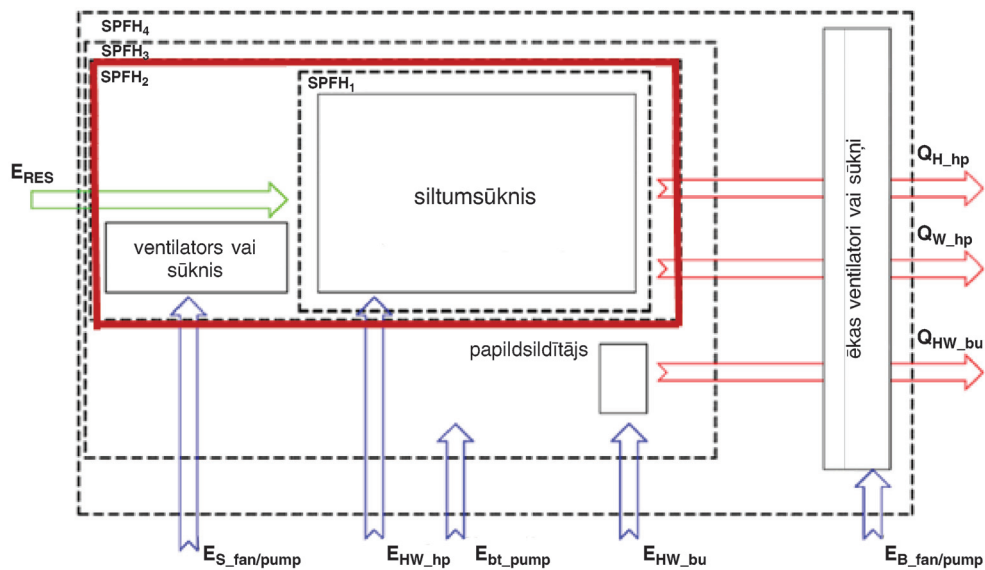 SPFH4
SPFH3
SPFH2
SPFH1
ERES
siltumsūknis
ventilators vai
sūknis
ēkas ventilatori vai sūkņi
QH_hp
QW_hp
papildsildītājs
QHW_bu
ES_fan/pump
EHW_hp
Ebt_pump
EHW_bu
EB_fan/pump